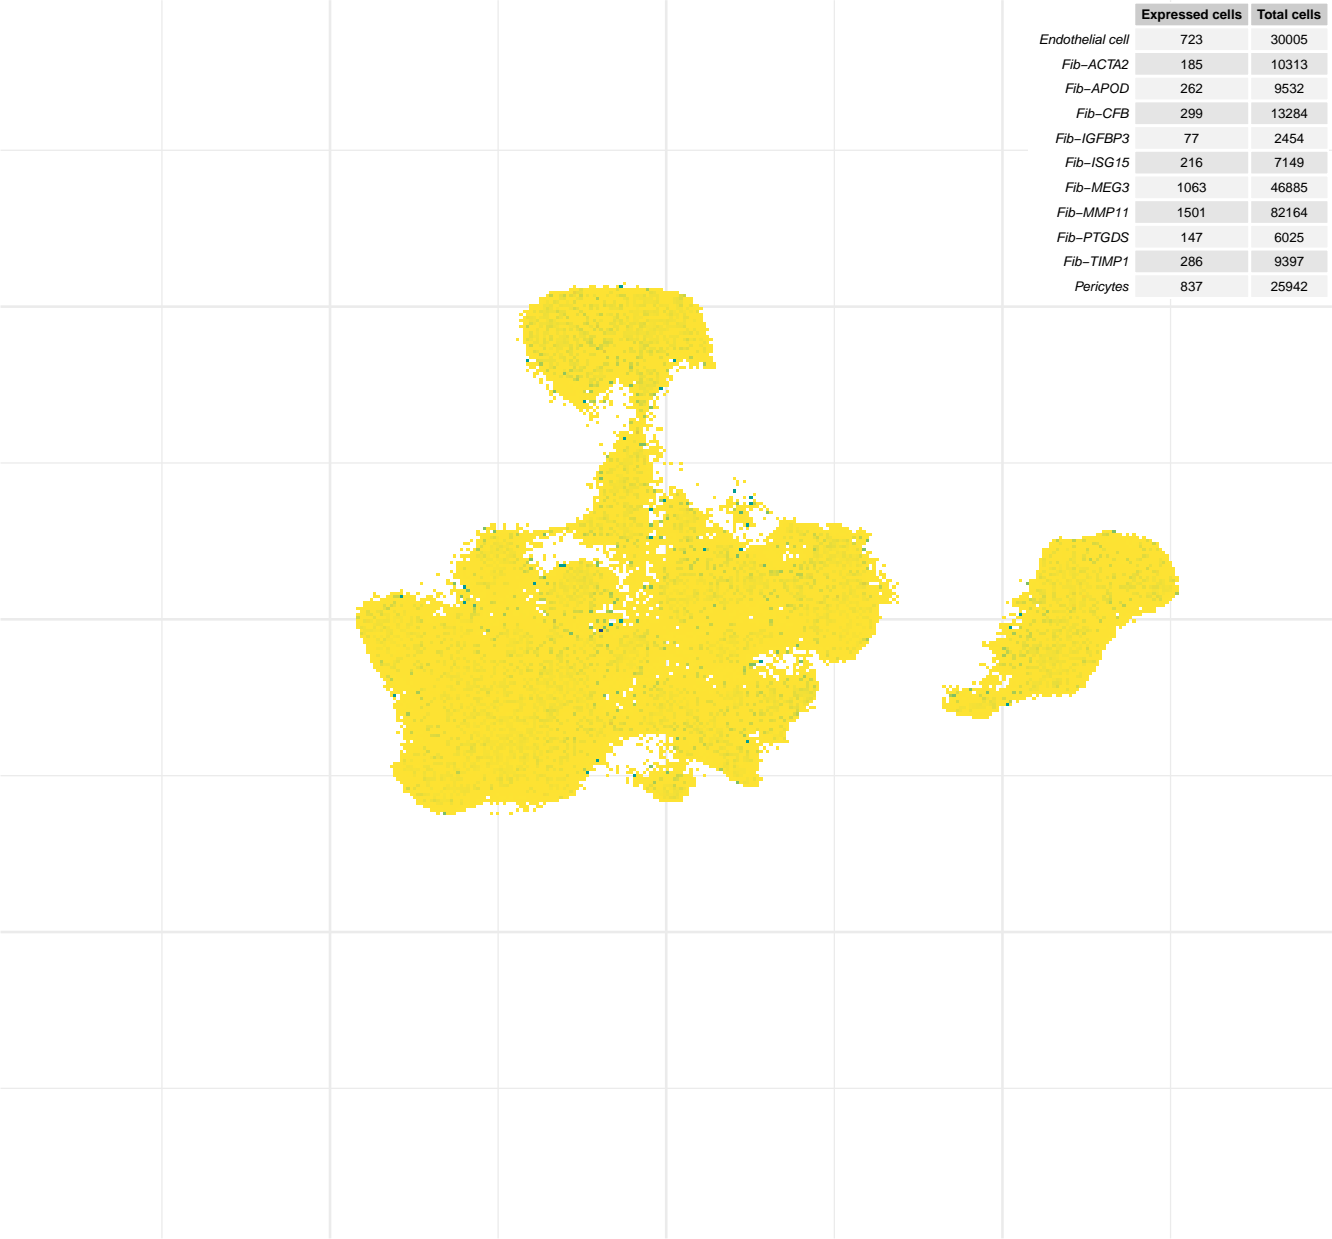 Expressed cells Total cells
Endothelial cell 723 30005
Fib−ACTA2 185 10313
Fib−APOD 262 9532
Fib−CFB 299 13284
Fib−IGFBP3 77 2454
Fib−ISG15 216 7149
Fib−MEG3 1063 46885
Fib−MMP11 1501 82164
Fib−PTGDS 147 6025
Fib−TIMP1 286 9397
Pericytes 837 25942